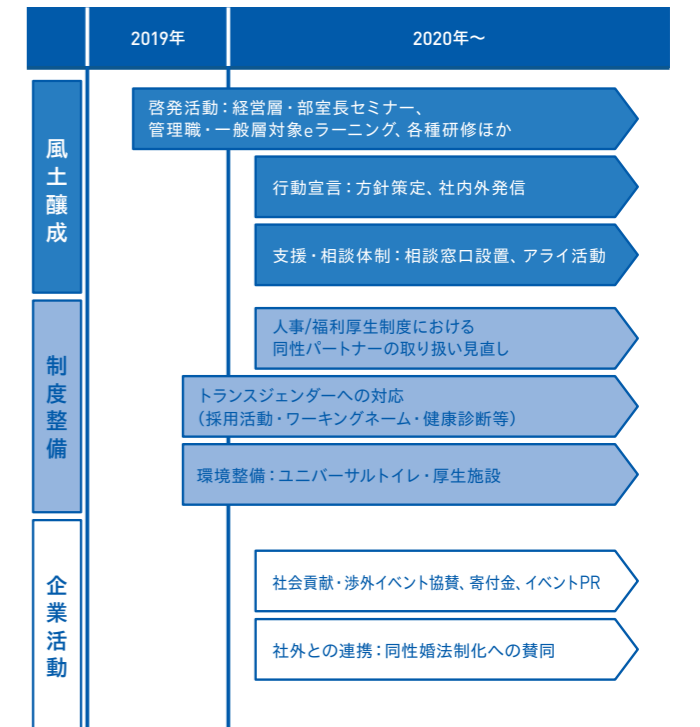 2019年
2020年～
風土醸成
啓発活動：経営層・部室長セミナー、
管理職・一般層対象eラーニング、各種研修ほか
行動宣言：方針策定、社内外発信
支援・相談体制：相談窓口設置、アライ活動
制度整備
人事/福利厚生制度における
同性パートナーの取り扱い見直し
トランスジェンダーへの対応
（採用活動・ワーキングネーム・健康診断等）
環境整備：ユニバーサルトイレ・厚生施設
企業活動
社会貢献・渉外イベント協賛、寄付金、イベントPR
社外との連携：同性婚法制化への賛同